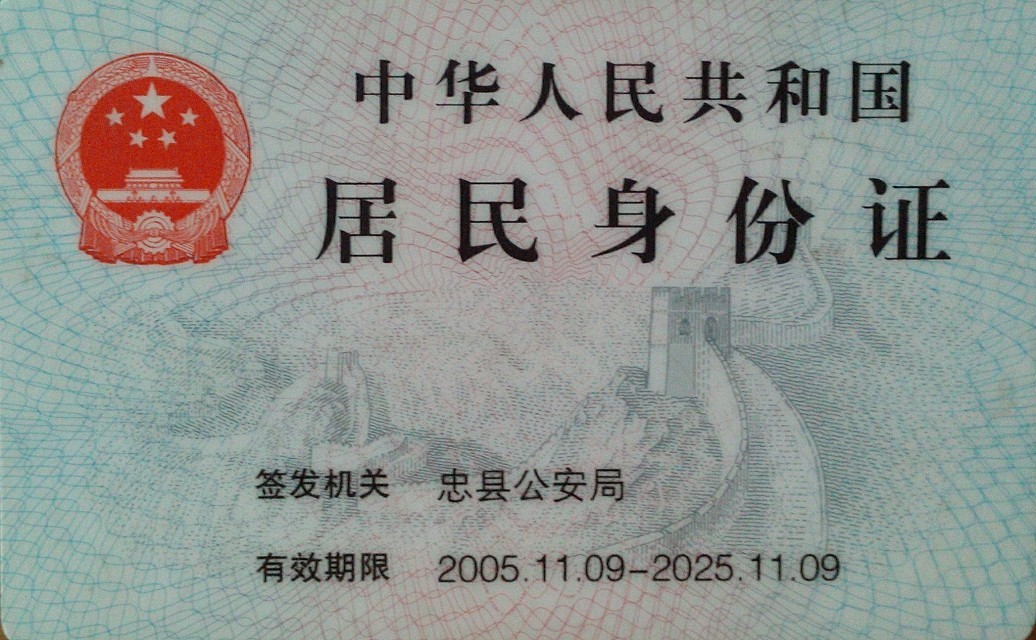 中华人民共和国
居民身份证
签发机关 忠县公安局
有效期限 2005.11.09-2025.11.09